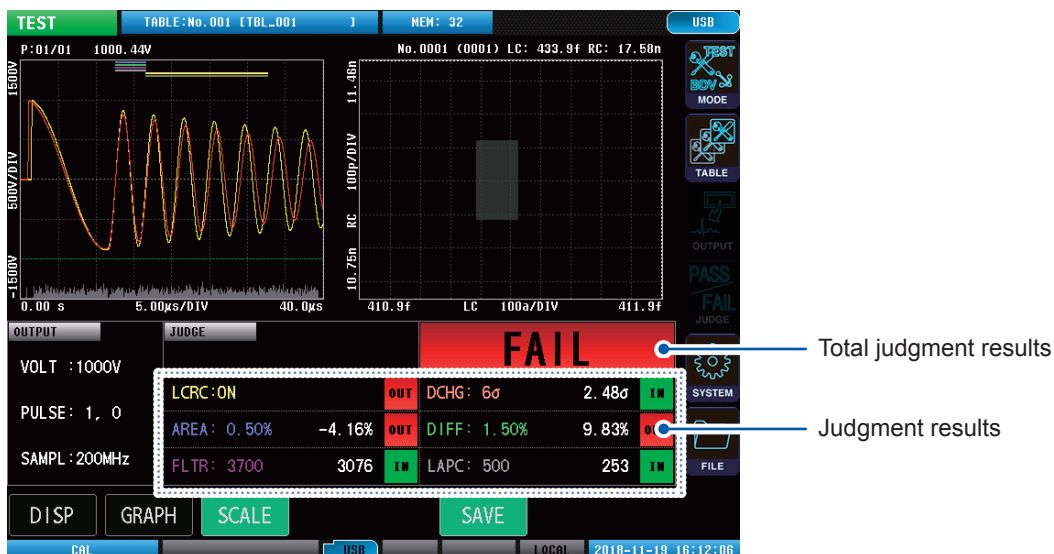 TEST TABLE:No.001 [TBL_001 ] MEM: 32 USB
P:01/01 1000.44V No.0001 (0001) LC: 433.9f RC: 17.58n
1500V
500V/DIV
-1500V
0.00 s 5.00µs/DIV 40.0µs
11.46n
100p/DIV
RC
10.75n
410.9f LC 100a/DIV 411.9f
TEST
BDV
MODE
TABLE
OUTPUT
PASS
FAIL
JUDGE
SYSTEM
FILE
OUTPUT
VOLT :1000V
PULSE: 1, 0
SAMPL:200MHz
JUDGE
FAIL
LCRC:ON OUT DCHG: 6σ 2.48σ IN
AREA: 0.50% -4.16% OUT DIFF: 1.50% 9.83%
FLTR: 3700 3076 IN LAPC: 500 253 IN
Total judgment results
Judgment results
DISP GRAPH SCALE SAVE
CAL USB LOCAL 2018-11-19 16:12:06